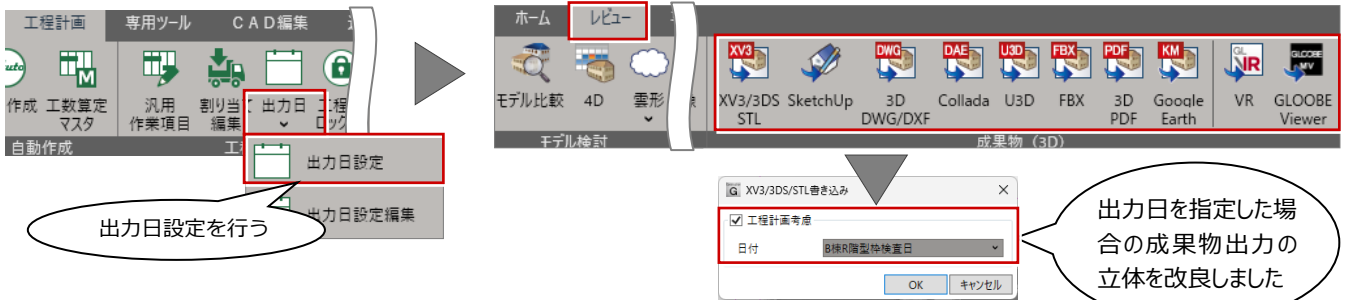 工程計画
専用ツール
CAD編集
作成
工数算定
マスタ
汎用
作業項目
割り当て
編集
出力日
工程
ロック
自動作成
出力日設定
出力日設定編集
出力日設定を行う
ホーム
レビュー
モデル比較
4D
雲形
モデル検討
XV3
DWG
DAE
U3D
FBX
PDF
KM
GL
VR
GLOOBE
MV
XV3/3DS
STL
SketchUp
3D
DWG/DXF
Collada
U3D
FBX
3D
PDF
Google
Earth
VR
GLOOBE
Viewer
成果物（3D）
XV3/3DS/STL書き込み
工程計画考慮
日付
B棟R階型枠検査日
OK
キャンセル
出力日を指定した場
合の成果物出力の
立体を改良しました